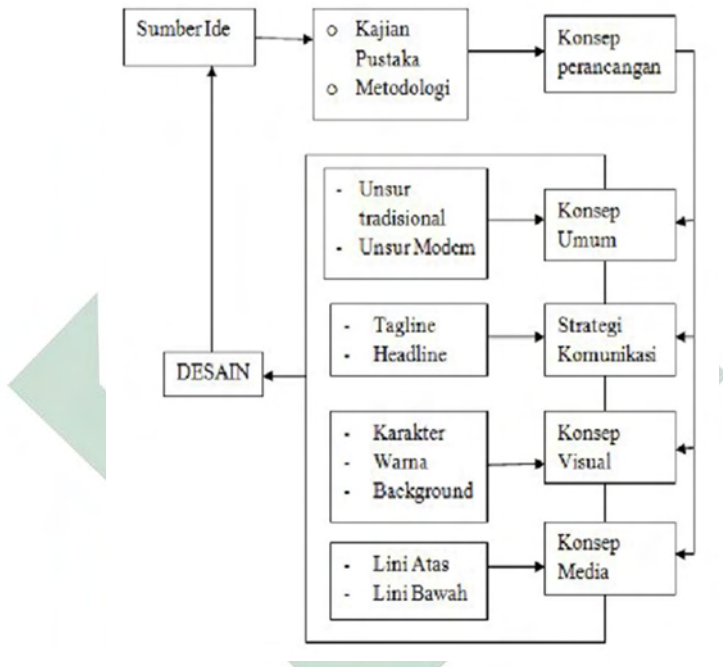 Sumber Ide
o Kajian
Pustaka
o Metodologi
Konsep
perancangan
- Unsur
tradisional
- Unsur Modem
Konsep
Umum
- Tagline
- Headline
Strategi
Komunikasi
DESAIN
- Karakter
- Warna
- Background
Konsep
Visual
- Lini Atas
- Lini Bawah
Konsep
Media